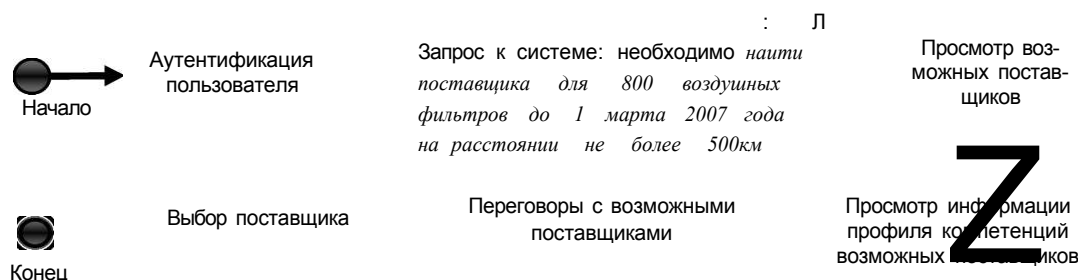 : Л
Аутентификация
пользователя
Начало
Запрос к системе: необходимо наити
поставщика для 800 воздушных
фильтров до 1 марта 2007 года
на расстоянии не более 500км
Просмотр воз-
можных постав-
щиков
Z
Просмотр информации
профиля компетенций
возможных поставщиков
Переговоры с возможными
поставщиками
Выбор поставщика
Конец